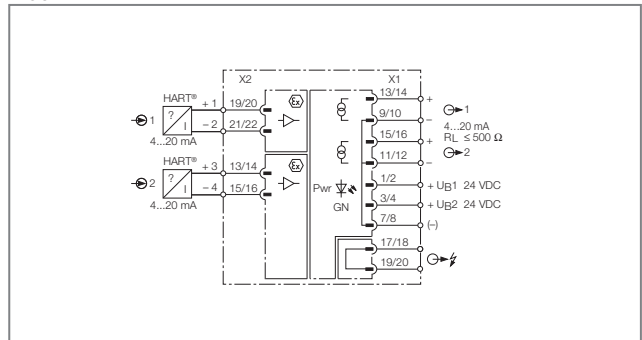 X2
X1
HART®
1
?
I
4...20 mA
+ 1
19/20
− 2
21/22
Ex
HART®
2
?
I
4...20 mA
+ 3
13/14
− 4
15/16
Ex
Pwr
GN
13/14
+
1
9/10
−
4...20 mA
RL ≤ 500 Ω
15/16
+
2
11/12
−
1/2
+ UB1 24 VDC
3/4
+ UB2 24 VDC
7/8
(−)
17/18
19/20